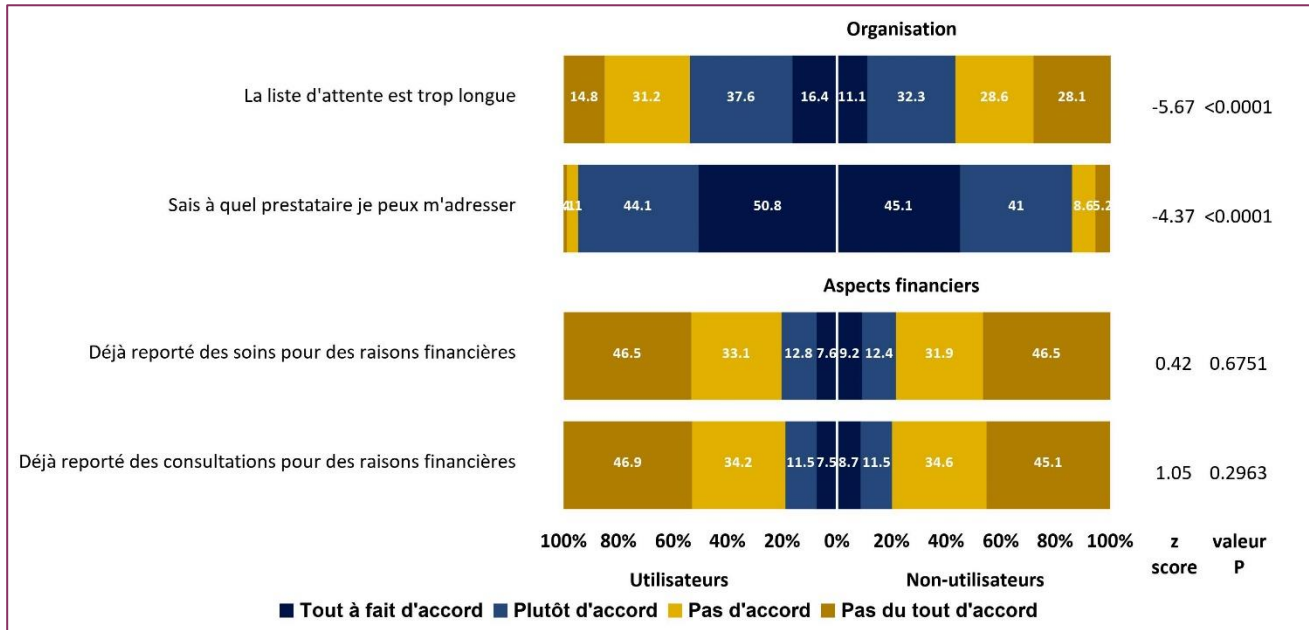 Organisation
La liste d'attente est trop longue 14.8 31.2 37.6 16.4 11.1 32.3 28.6 28.1 -5.67 <0.0001
Sais à quel prestataire je peux m'adresser 44.1 50.8 45.1 41 8.6 5.2 -4.37 <0.0001
Aspects financiers
Déjà reporté des soins pour des raisons financières 46.5 33.1 12.8 7.6 9.2 12.4 31.9 46.5 0.42 0.6751
Déjà reporté des consultations pour des raisons financières 46.9 34.2 11.5 7.5 8.7 11.5 34.6 45.1 1.05 0.2963
100% 80% 60% 40% 20% 0% 20% 40% 60% 80% 100% z valeur
Utilisateurs Non-utilisateurs score P
Tout à fait d'accord Plutôt d'accord Pas d'accord Pas du tout d'accord